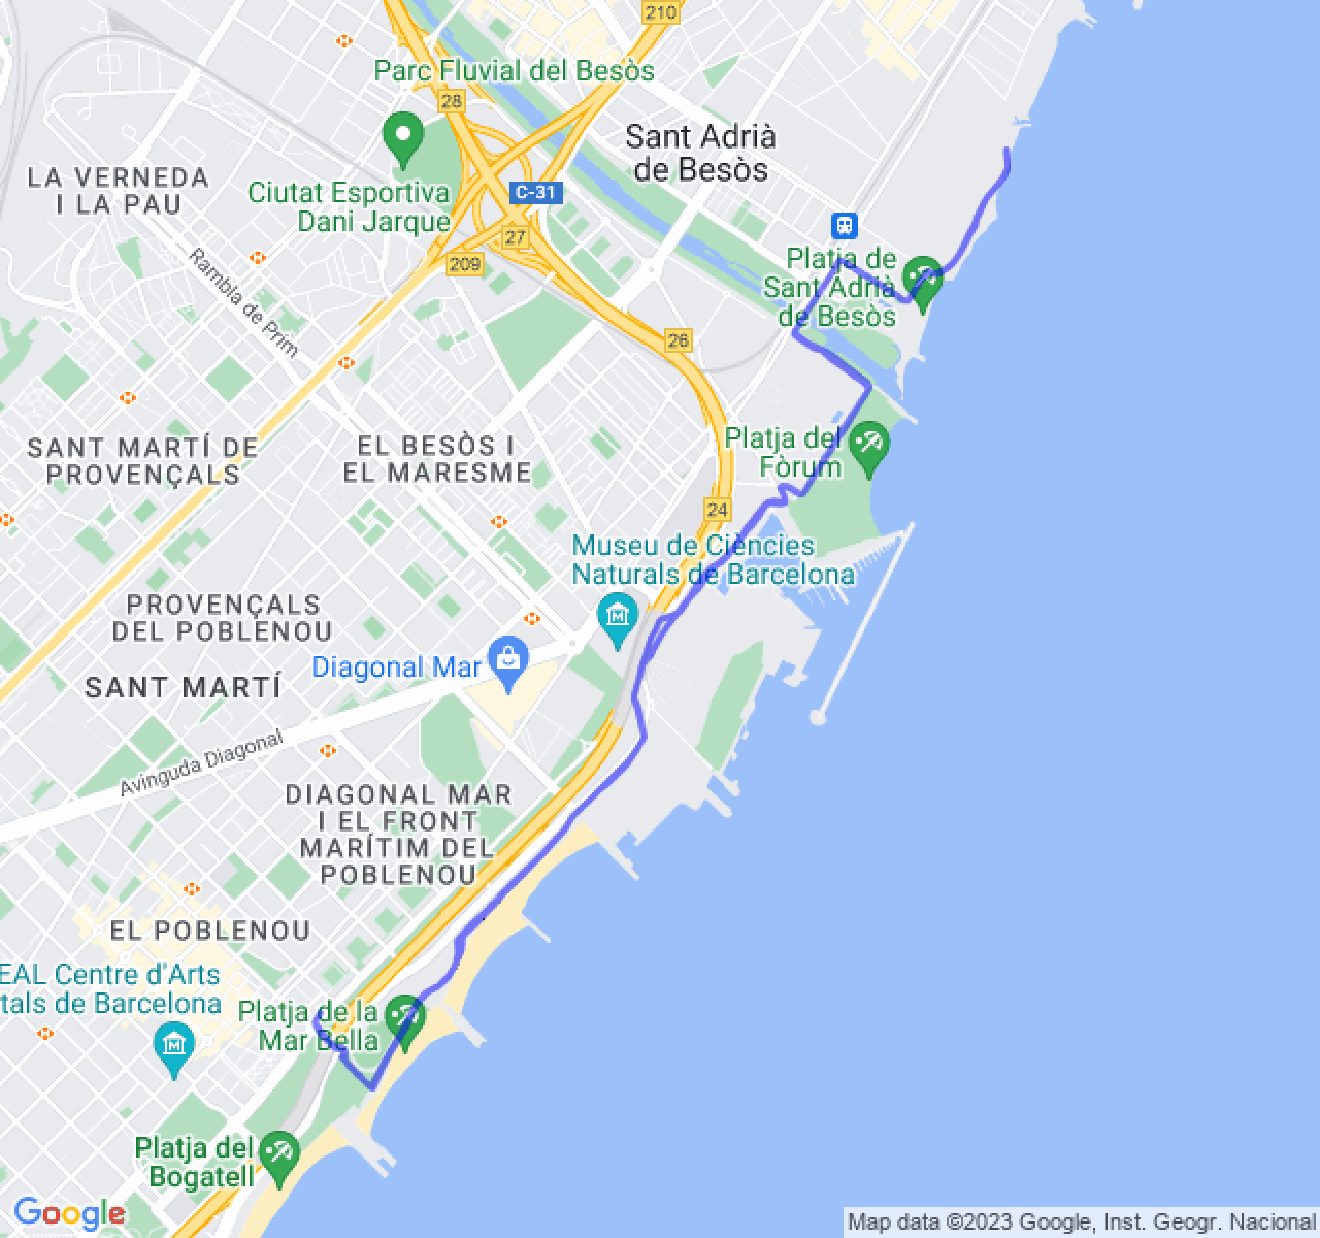 210
Parc Fluvial del Besòs
28
Sant Adrià
de Besòs
LA VERNEDA
I LA PAU
Ciutat Esportiva
Dani Jarque
C-31
27
209
Rambla de Prim
Platja de
Sant Adrià
de Besòs
26
SANT MARTÍ DE
PROVENÇALS
EL BESÒS I
EL MARESME
Platja del
Fòrum
24
Museu de Ciències
Naturals de Barcelona
PROVENÇALS
DEL POBLENOU
Diagonal Mar
SANT MARTÍ
Avinguda Diagonal
DIAGONAL MAR
I EL FRONT
MARÍTIM DEL
POBLENOU
EL POBLENOU
EAL Centre d'Arts
tals de Barcelona
Platja de la
Mar Bella
Platja del
Bogatell
Google
Map data ©2023 Google, Inst. Geogr. Nacional